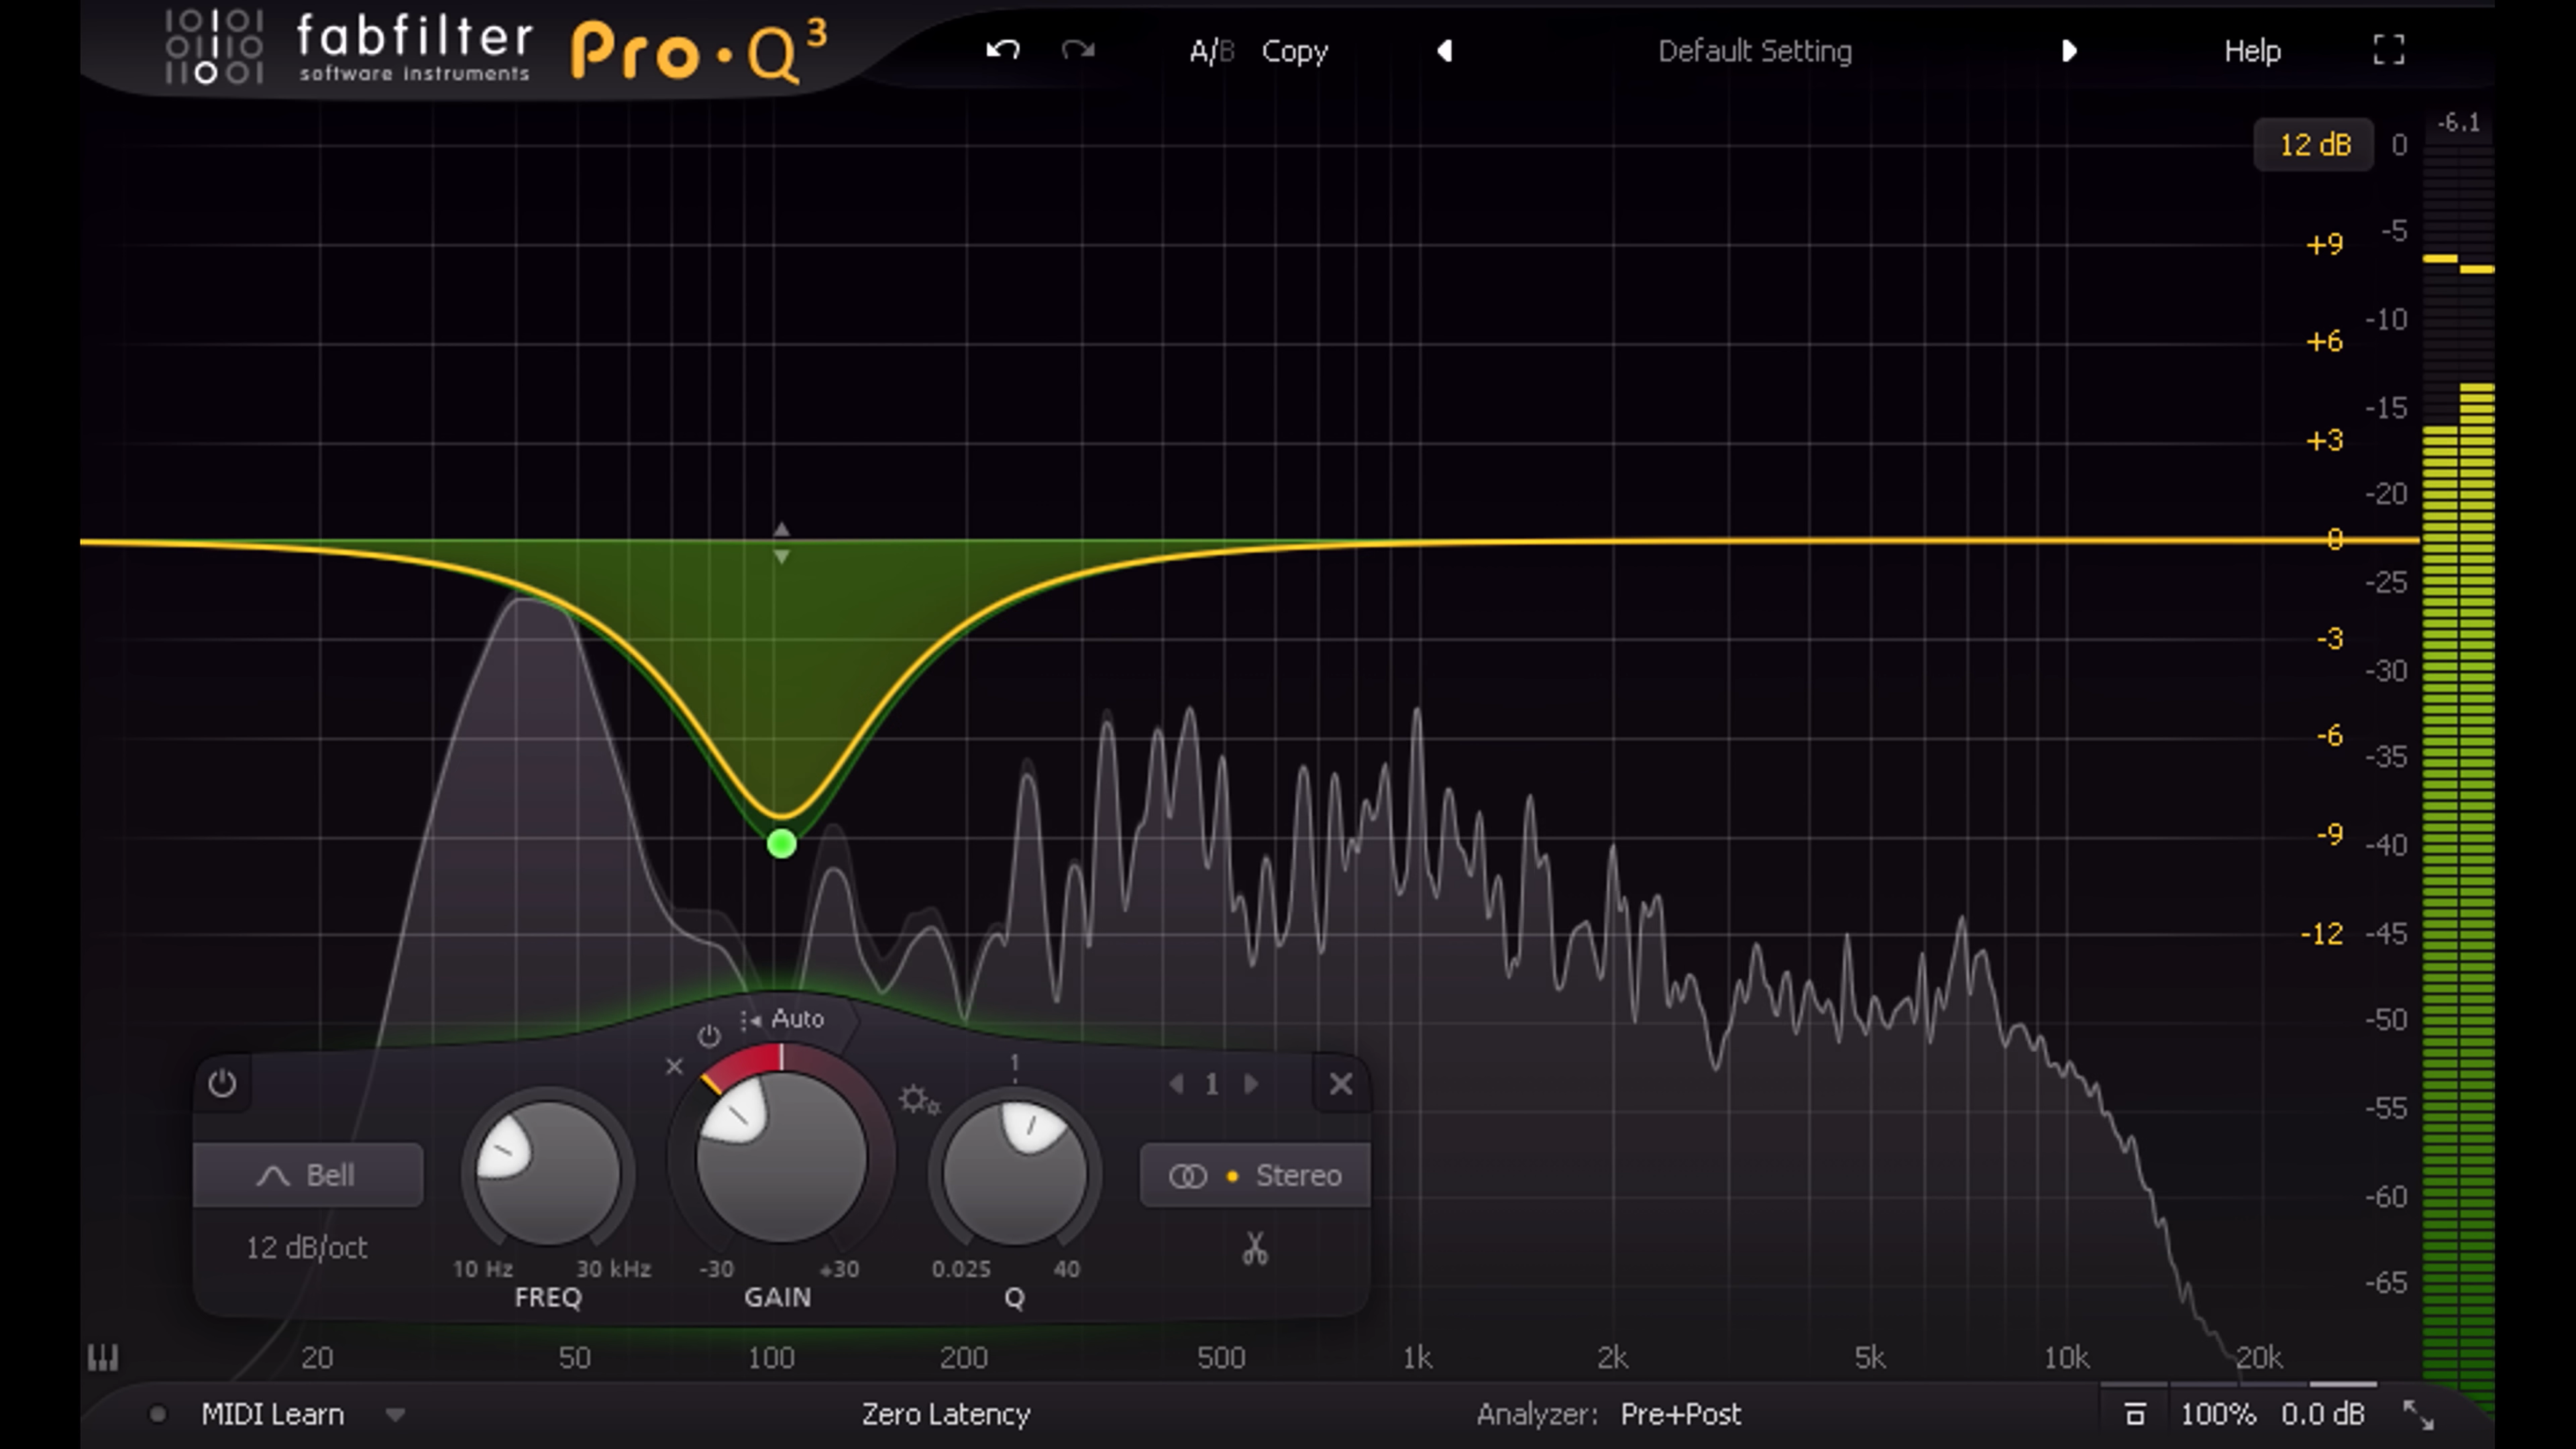 fabfilter
software instruments
Pro·Q³
A/B Copy
Default Setting
Help
-6.1
12 dB
0
-5
+9
-10
+6
-15
+3
-20
0
-25
-3
-30
-6
-35
-9
-40
-12
-45
-50
-55
-60
-65
Auto
1
1
Bell
Stereo
12 dB/oct
10 Hz
30 kHz
-30
+30
0.025
40
FREQ
GAIN
Q
20 50 100 200 500 1k 2k 5k 10k 20k
MIDI Learn
Zero Latency
Analyzer: Pre+Post
100%
0.0 dB